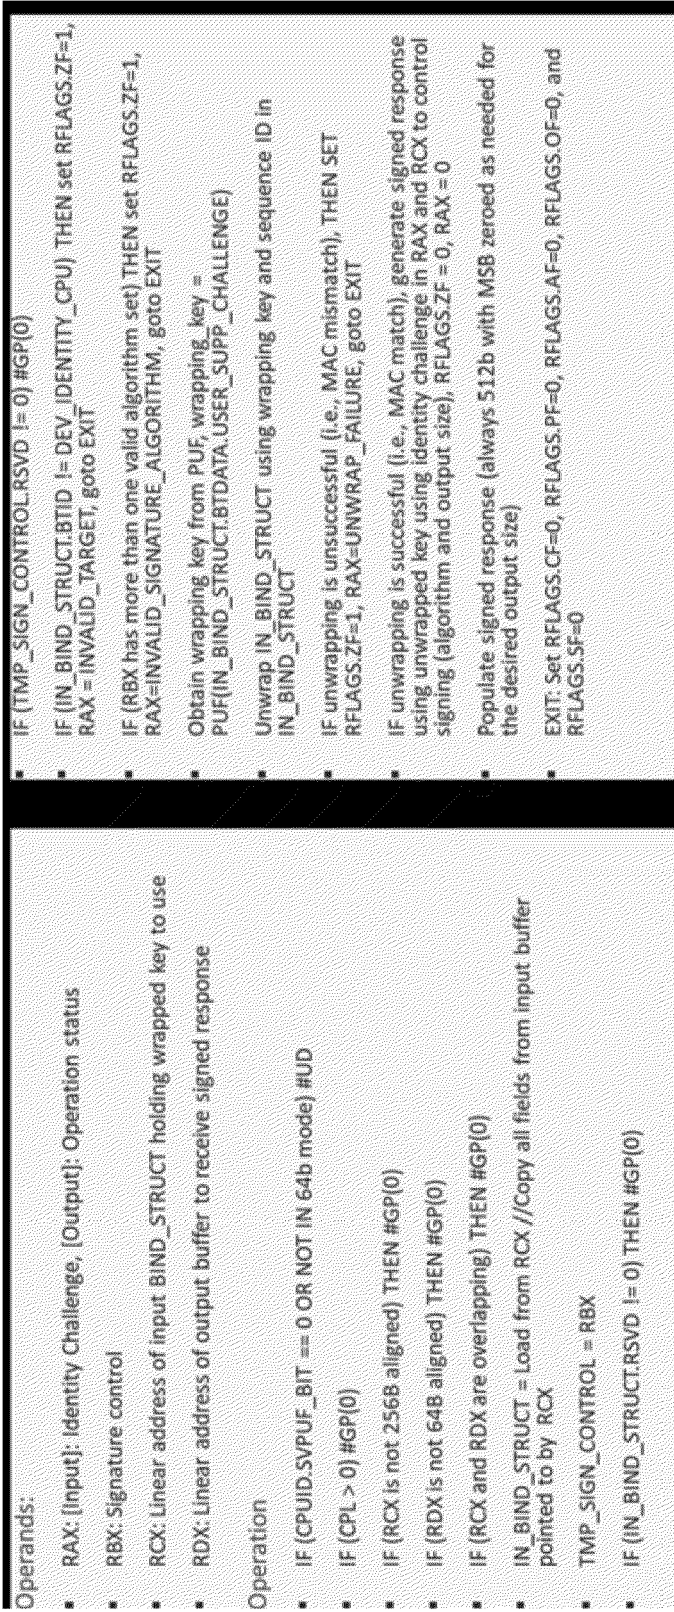 Operands:
▪ RAX: [Input]: Identity Challenge, [Output]: Operation status
▪ RBX: Signature control
▪ RCX: Linear address of input BIND_STRUCT holding wrapped key to use
▪ RDX: Linear address of output buffer to receive signed response
Operation
▪ IF (CPUID.SVPUF_BIT == 0 OR NOT IN 64b mode) #UD
▪ IF (CPL > 0) #GP(0)
▪ IF (RCX is not 256B aligned) THEN #GP(0)
▪ IF (RDX is not 64B aligned) THEN #GP(0)
▪ IF (RCX and RDX are overlapping) THEN #GP(0)
▪ IN_BIND_STRUCT = Load from RCX //Copy all fields from input buffer
pointed to by RCX
▪ TMP_SIGN_CONTROL = RBX
▪ IF (IN_BIND_STRUCT.RSVD != 0) THEN #GP(0)
▪ IF (TMP_SIGN_CONTROL.RSVD != 0) #GP(0)
▪ IF (IN_BIND_STRUCT.BTID != DEV_IDENTITY_CPU) THEN set RFLAGS.ZF=1,
RAX = INVALID_TARGET, goto EXIT
▪ IF (RBX has more than one valid algorithm set) THEN set RFLAGS.ZF=1,
RAX=INVALID_SIGNATURE_ALGORITHM, goto EXIT
▪ Obtain wrapping key from PUF, wrapping_key =
PUF(IN_BIND_STRUCT.BTDATA.USER_SUPP_CHALLENGE)
▪ Unwrap IN_BIND_STRUCT using wrapping key and sequence ID in
IN_BIND_STRUCT
▪ IF unwrapping is unsuccessful (i.e., MAC mismatch), THEN SET
RFLAGS.ZF=1, RAX=UNWRAP_FAILURE, goto EXIT
▪ IF unwrapping is successful (i.e., MAC match), generate signed response
using unwrapped key using identity challenge in RAX and RCX to control
signing (algorithm and output size), RFLAGS.ZF = 0, RAX = 0
▪ Populate signed response (always 512b with MSB zeroed as needed for
the desired output size)
▪ EXIT: Set RFLAGS.CF=0, RFLAGS.PF=0, RFLAGS.AF=0, RFLAGS.OF=0, and
RFLAGS.SF=0